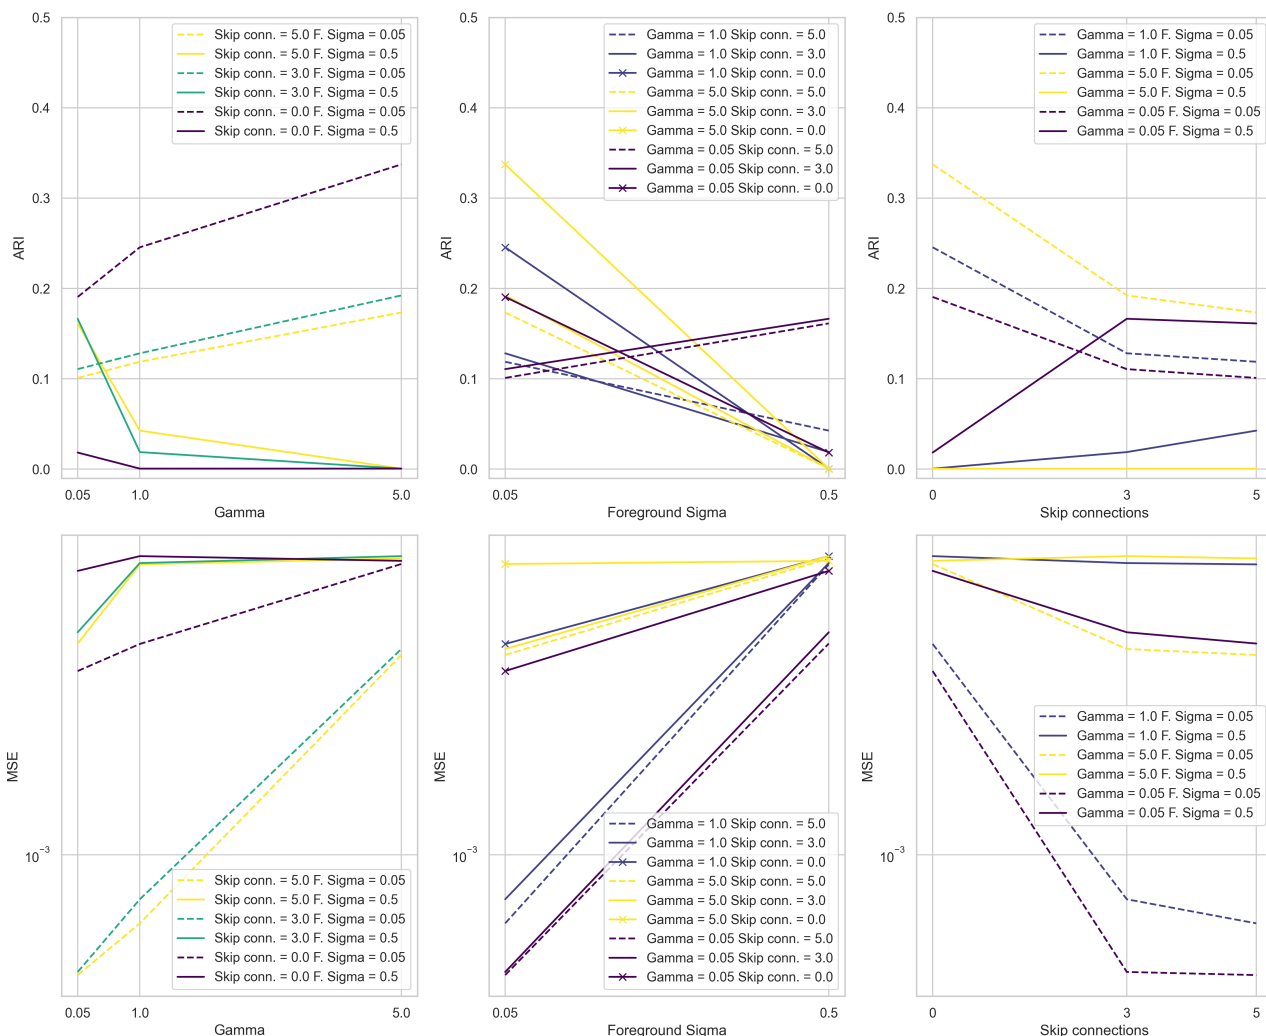 0.5
0.4
0.3
0.2
0.1
0.0
ARI
0.05
1.0
5.0
Gamma
Skip conn. = 5.0 F. Sigma = 0.05
Skip conn. = 5.0 F. Sigma = 0.5
Skip conn. = 3.0 F. Sigma = 0.05
Skip conn. = 3.0 F. Sigma = 0.5
Skip conn. = 0.0 F. Sigma = 0.05
Skip conn. = 0.0 F. Sigma = 0.5
0.5
0.4
0.3
0.2
0.1
0.0
ARI
0.05
0.5
Foreground Sigma
Gamma = 1.0 Skip conn. = 5.0
Gamma = 1.0 Skip conn. = 3.0
Gamma = 1.0 Skip conn. = 0.0
Gamma = 5.0 Skip conn. = 5.0
Gamma = 5.0 Skip conn. = 3.0
Gamma = 5.0 Skip conn. = 0.0
Gamma = 0.05 Skip conn. = 5.0
Gamma = 0.05 Skip conn. = 3.0
Gamma = 0.05 Skip conn. = 0.0
0.5
0.4
0.3
0.2
0.1
0.0
ARI
0
3
5
Skip connections
Gamma = 1.0 F. Sigma = 0.05
Gamma = 1.0 F. Sigma = 0.5
Gamma = 5.0 F. Sigma = 0.05
Gamma = 5.0 F. Sigma = 0.5
Gamma = 0.05 F. Sigma = 0.05
Gamma = 0.05 F. Sigma = 0.5
MSE
10⁻³
0.05
1.0
5.0
Gamma
Skip conn. = 5.0 F. Sigma = 0.05
Skip conn. = 5.0 F. Sigma = 0.5
Skip conn. = 3.0 F. Sigma = 0.05
Skip conn. = 3.0 F. Sigma = 0.5
Skip conn. = 0.0 F. Sigma = 0.05
Skip conn. = 0.0 F. Sigma = 0.5
MSE
10⁻³
0.05
0.5
Foreground Sigma
Gamma = 1.0 Skip conn. = 5.0
Gamma = 1.0 Skip conn. = 3.0
Gamma = 1.0 Skip conn. = 0.0
Gamma = 5.0 Skip conn. = 5.0
Gamma = 5.0 Skip conn. = 3.0
Gamma = 5.0 Skip conn. = 0.0
Gamma = 0.05 Skip conn. = 5.0
Gamma = 0.05 Skip conn. = 3.0
Gamma = 0.05 Skip conn. = 0.0
MSE
10⁻³
0
3
5
Skip connections
Gamma = 1.0 F. Sigma = 0.05
Gamma = 1.0 F. Sigma = 0.5
Gamma = 5.0 F. Sigma = 0.05
Gamma = 5.0 F. Sigma = 0.5
Gamma = 0.05 F. Sigma = 0.05
Gamma = 0.05 F. Sigma = 0.5